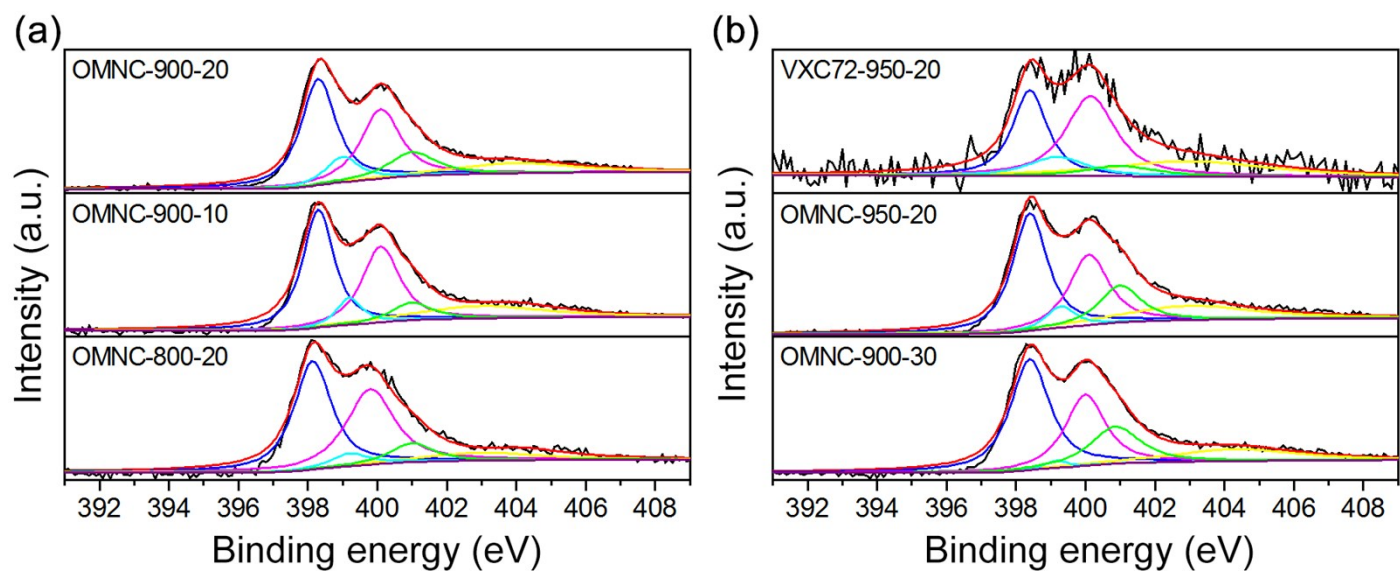 (a)
OMNC-900-20
OMNC-900-10
OMNC-800-20
Intensity (a.u.)
392 394 396 398 400 402 404 406 408
Binding energy (eV)
(b)
VXC72-950-20
OMNC-950-20
OMNC-900-30
Intensity (a.u.)
392 394 396 398 400 402 404 406 408
Binding energy (eV)